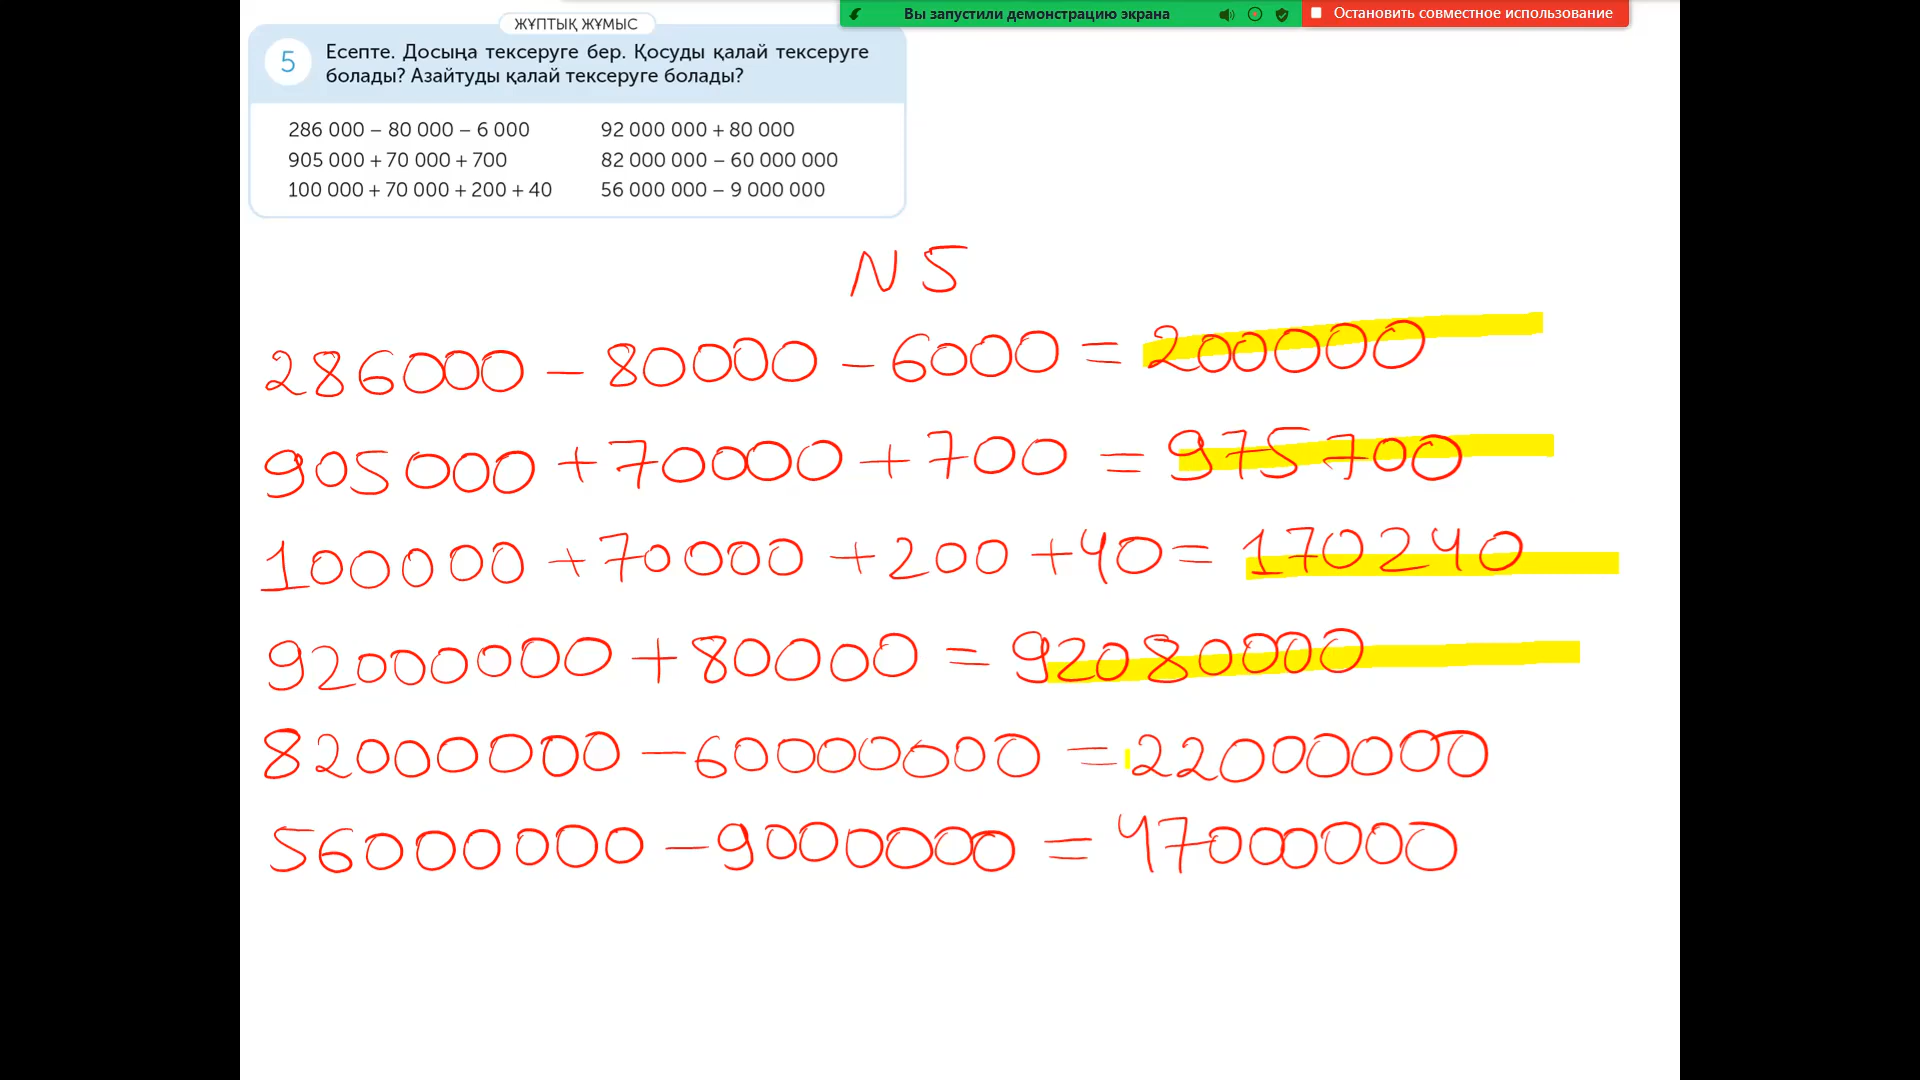 Вы запустили демонстрацию экрана
Остановить совместное использование
ЖҰПТЫҚ ЖҰМЫС
5
Есепте. Досыңа тексеруге бер. Қосуды қалай тексеруге
болады? Азайтуды қалай тексеруге болады?
286 000 – 80 000 – 6 000
905 000 + 70 000 + 700
100 000 + 70 000 + 200 + 40
92 000 000 + 80 000
82 000 000 – 60 000 000
56 000 000 – 9 000 000
N 5
286000 – 80000 – 6000 = 200000
905000 + 70000 + 700 = 975700
100000 + 70000 + 200 + 40 = 170240
92000000 + 80000 = 92080000
82000000 – 60000000 = 22000000
56000000 – 9000000 = 47000000